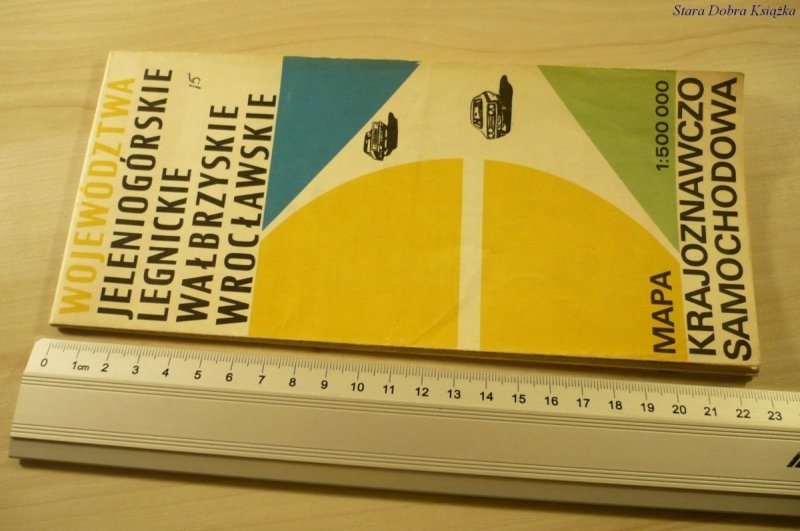 Stara Dobra Książka
WOJEWÓDZTWA
JELENIOGÓRSKIE
LEGNICKIE
WAŁBRZYSKIE
WROCŁAWSKIE
15
1:500 000
MAPA
KRAJOZNAWCZO
SAMOCHODOWA
0 1cm 2 3 4 5 6 7 8 9 10 11 12 13 14 15 16 17 18 19 20 21 22 23